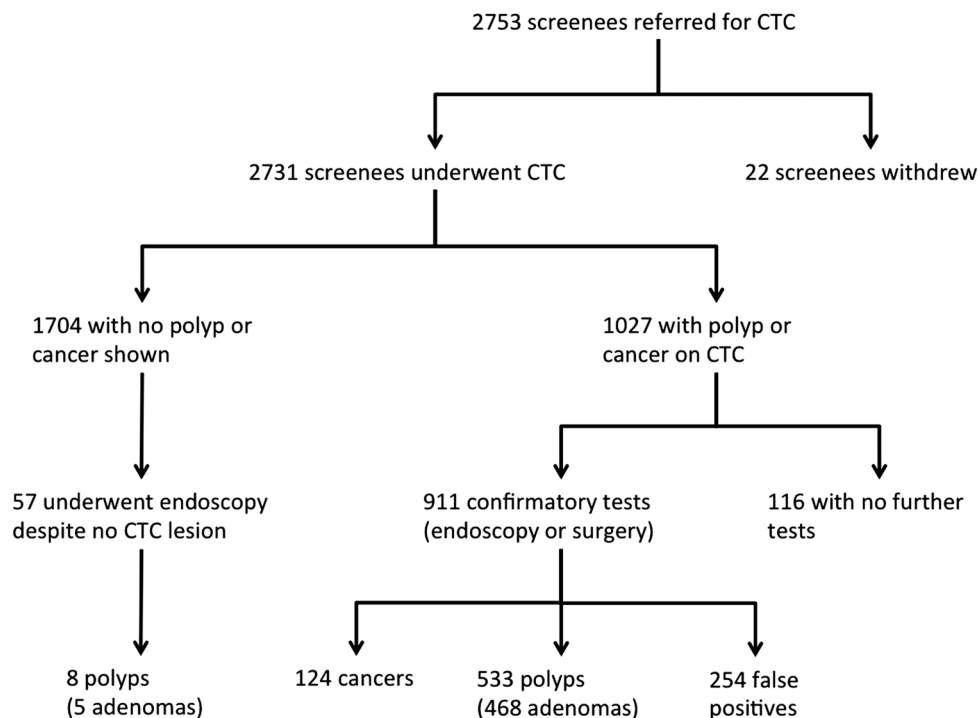 2753 screenees referred for CTC
2731 screenees underwent CTC
22 screenees withdrew
1704 with no polyp or
cancer shown
1027 with polyp or
cancer on CTC
57 underwent endoscopy
despite no CTC lesion
911 confirmatory tests
(endoscopy or surgery)
116 with no further
tests
8 polyps
(5 adenomas)
124 cancers
533 polyps
(468 adenomas)
254 false
positives